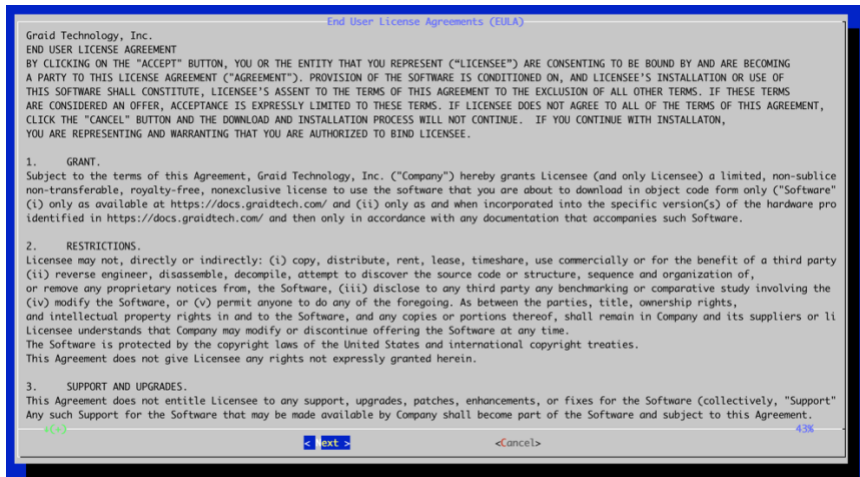 End User License Agreements (EULA)
Graid Technology, Inc.
END USER LICENSE AGREEMENT
BY CLICKING ON THE "ACCEPT" BUTTON, YOU OR THE ENTITY THAT YOU REPRESENT (“LICENSEE”) ARE CONSENTING TO BE BOUND BY AND ARE BECOMING
A PARTY TO THIS LICENSE AGREEMENT ("AGREEMENT"). PROVISION OF THE SOFTWARE IS CONDITIONED ON, AND LICENSEE'S INSTALLATION OR USE OF
THIS SOFTWARE SHALL CONSTITUTE, LICENSEE'S ASSENT TO THE TERMS OF THIS AGREEMENT TO THE EXCLUSION OF ALL OTHER TERMS. IF THESE TERMS
ARE CONSIDERED AN OFFER, ACCEPTANCE IS EXPRESSLY LIMITED TO THESE TERMS. IF LICENSEE DOES NOT AGREE TO ALL OF THE TERMS OF THIS AGREEMENT,
CLICK THE "CANCEL" BUTTON AND THE DOWNLOAD AND INSTALLATION PROCESS WILL NOT CONTINUE. IF YOU CONTINUE WITH INSTALLATON,
YOU ARE REPRESENTING AND WARRANTING THAT YOU ARE AUTHORIZED TO BIND LICENSEE.
1. GRANT.
Subject to the terms of this Agreement, Graid Technology, Inc. ("Company") hereby grants Licensee (and only Licensee) a limited, non-sublice
non-transferable, royalty-free, nonexclusive license to use the software that you are about to download in object code form only ("Software"
(i) only as available at https://docs.graidtech.com/ and (ii) only as and when incorporated into the specific version(s) of the hardware pro
identified in https://docs.graidtech.com/ and then only in accordance with any documentation that accompanies such Software.
2. RESTRICTIONS.
Licensee may not, directly or indirectly: (i) copy, distribute, rent, lease, timeshare, use commercially or for the benefit of a third party
(ii) reverse engineer, disassemble, decompile, attempt to discover the source code or structure, sequence and organization of,
or remove any proprietary notices from, the Software, (iii) disclose to any third party any benchmarking or comparative study involving the
(iv) modify the Software, or (v) permit anyone to do any of the foregoing. As between the parties, title, ownership rights,
and intellectual property rights in and to the Software, and any copies or portions thereof, shall remain in Company and its suppliers or li
Licensee understands that Company may modify or discontinue offering the Software at any time.
The Software is protected by the copyright laws of the United States and international copyright treaties.
This Agreement does not give Licensee any rights not expressly granted herein.
3. SUPPORT AND UPGRADES.
This Agreement does not entitle Licensee to any support, upgrades, patches, enhancements, or fixes for the Software (collectively, "Support"
Any such Support for the Software that may be made available by Company shall become part of the Software and subject to this Agreement.
+(+) 43%
< Next > <Cancel>